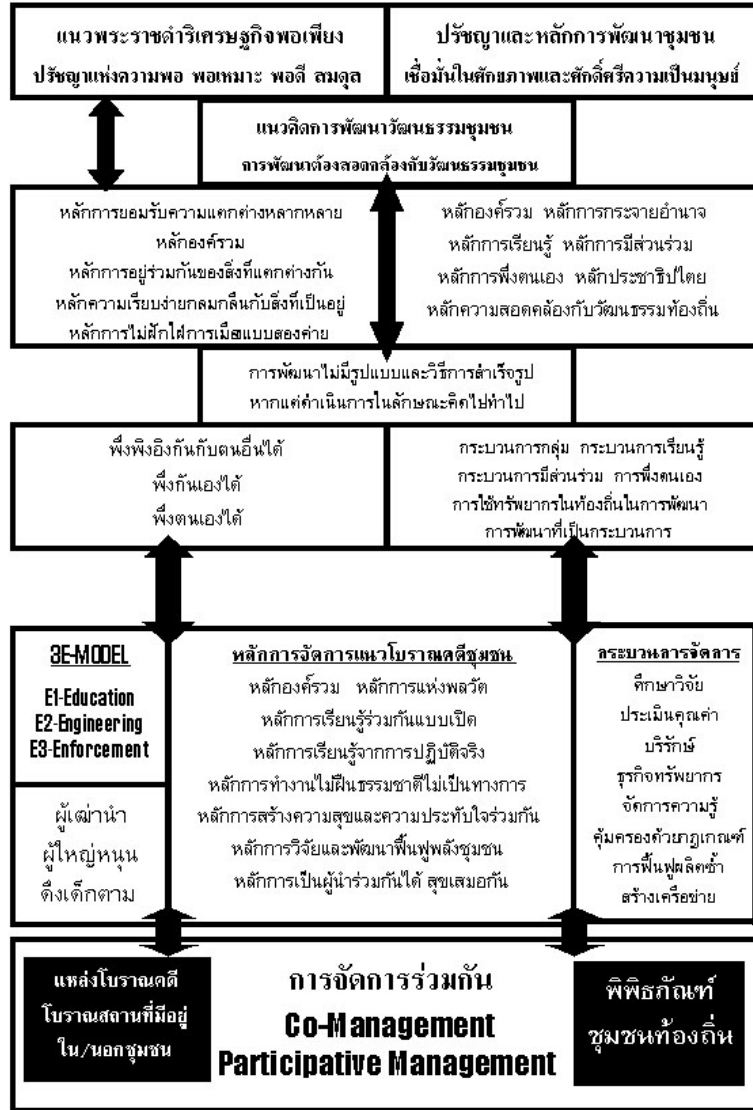 แนวพระราชดำริเศรษฐกิจพอเพียง
ปรัชญาแห่งความพอ พอเหมาะ พอดี สมดุล
ปรัชญาและหลักการพัฒนาชุมชน
เชื่อมั่นในศักยภาพและศักดิ์ศรีความเป็นมนุษย์
แนวคิดการพัฒนาวัฒนธรรมชุมชน
การพัฒนาต้องสอดคล้องกับวัฒนธรรมชุมชน
หลักการยอมรับความแตกต่างหลากหลาย
หลักองค์รวม
หลักการอยู่ร่วมกันของสิ่งที่แตกต่างกัน
หลักความเรียบง่ายกลมกลืนกับสิ่งที่เป็นอยู่
หลักการไม่ฝักใฝ่การเมืองแบบสองค่าย
หลักองค์รวม หลักการกระจายอำนาจ
หลักการเรียนรู้ หลักการมีส่วนร่วม
หลักการพึ่งตนเอง หลักประชาธิปไตย
หลักความสอดคล้องกับวัฒนธรรมท้องถิ่น
การพัฒนาไม่มีรูปแบบและวิธีการสำเร็จรูป
หากแต่ดำเนินการในลักษณะคิดไปทำไป
พึ่งพิงอิงกันกับคนอื่นได้
พึ่งกันเองได้
พึ่งตนเองได้
กระบวนการกลุ่ม กระบวนการเรียนรู้
กระบวนการมีส่วนร่วม การพึ่งตนเอง
การใช้ทรัพยากรในท้องถิ่นในการพัฒนา
การพัฒนาที่เป็นกระบวนการ
3E-MODEL
E1-Education
E2-Engineering
E3-Enforcement
ผู้เฒ่านำ
ผู้ใหญ่หนุน
ดึงเด็กตาม
หลักการจัดการแนวโบราณคดีชุมชน
หลักองค์รวม หลักการแห่งพลวัต
หลักการเรียนรู้ร่วมกันแบบเปิด
หลักการเรียนรู้จากการปฏิบัติจริง
หลักการทำงานไม่ฝืนธรรมชาติไม่เป็นทางการ
หลักการสร้างความสุขและความประทับใจร่วมกัน
หลักการวิจัยและพัฒนาฟื้นฟูพลังชุมชน
หลักการเป็นผู้นำร่วมกันได้ สุขเสมอกัน
กระบวนการจัดการ
ศึกษาวิจัย
ประเมินคุณค่า
บริรักษ์
ธุรกิจทรัพยากร
จัดการความรู้
คุ้มครองด้วยกฎเกณฑ์
การฟื้นฟูผลิตซ้ำ
สร้างเครือข่าย
แหล่งโบราณคดี
โบราณสถานที่มีอยู่
ใน/นอกชุมชน
การจัดการร่วมกัน
Co-Management
Participative Management
พิพิธภัณฑ์
ชุมชนท้องถิ่น